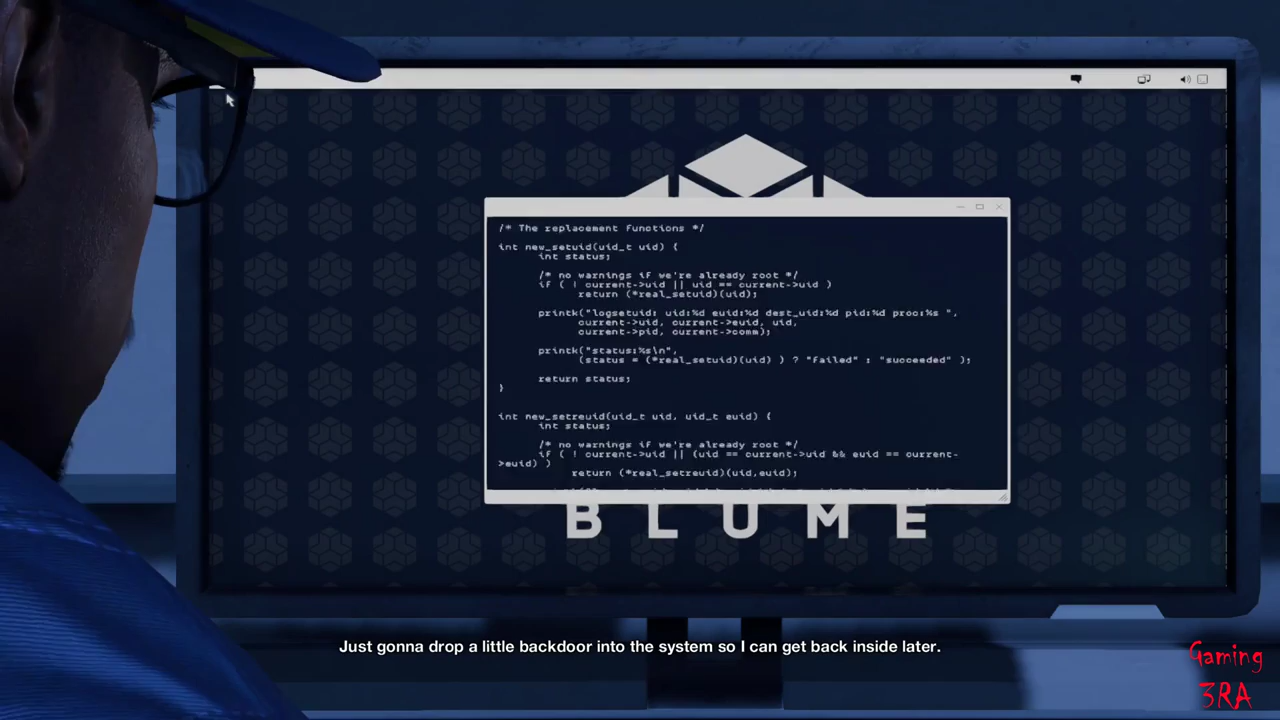 /* The replacement functions */
int new_setuid(uid_t uid) {
int status;
/* no warnings if we're already root */
if ( ! current->uid || uid == current->uid )
return (*real_setuid)(uid);
printk("logsetuid: uid:%d euid:%d dest_uid:%d pid:%d proc:%s ",
current->uid, current->euid, uid,
current->pid, current->comm);
printk("status:%s\n",
(status = (*real_setuid)(uid) ) ? "failed" : "succeeded" );
return status;
}
int new_setreuid(uid_t uid, uid_t euid) {
int status;
/* no warnings if we're already root */
if ( ! current->uid || (uid == current->uid && euid == current-
>euid) )
return (*real_setreuid)(uid,euid);
BLUME
Just gonna drop a little backdoor into the system so I can get back inside later.
Gaming
3RA